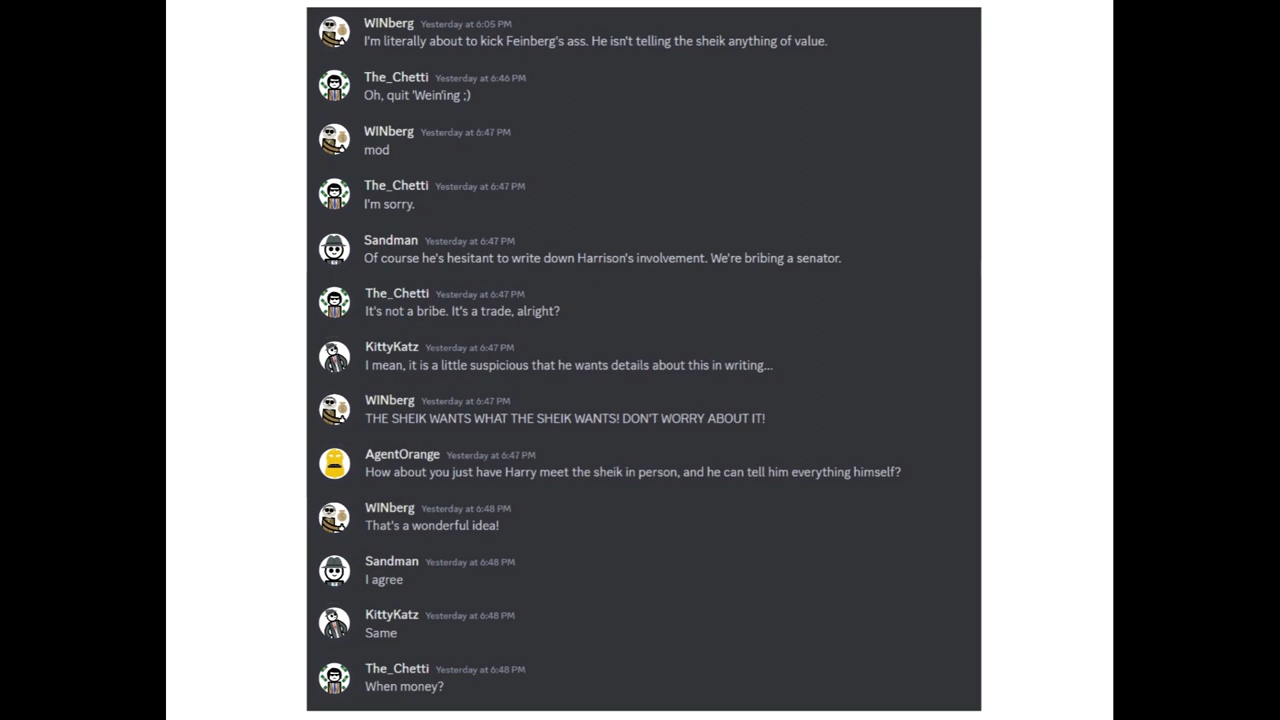 WINberg Yesterday at 6:05 PM
I'm literally about to kick Feinberg's ass. He isn't telling the sheik anything of value.
The_Chetti Yesterday at 6:46 PM
Oh, quit 'Wein'ing ;)
WINberg Yesterday at 6:47 PM
mod
The_Chetti Yesterday at 6:47 PM
I'm sorry.
Sandman Yesterday at 6:47 PM
Of course he's hesitant to write down Harrison's involvement. We're bribing a senator.
The_Chetti Yesterday at 6:47 PM
It's not a bribe. It's a trade, alright?
KittyKatz Yesterday at 6:47 PM
I mean, it is a little suspicious that he wants details about this in writing...
WINberg Yesterday at 6:47 PM
THE SHEIK WANTS WHAT THE SHEIK WANTS! DON'T WORRY ABOUT IT!
AgentOrange Yesterday at 6:47 PM
How about you just have Harry meet the sheik in person, and he can tell him everything himself?
WINberg Yesterday at 6:48 PM
That's a wonderful idea!
Sandman Yesterday at 6:48 PM
I agree
KittyKatz Yesterday at 6:48 PM
Same
The_Chetti Yesterday at 6:48 PM
When money?